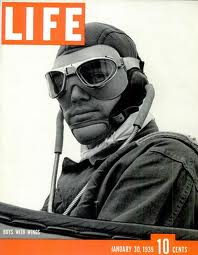 LIFE
BOYS WITH WINGS
JANUARY 30, 1939 10 CENTS